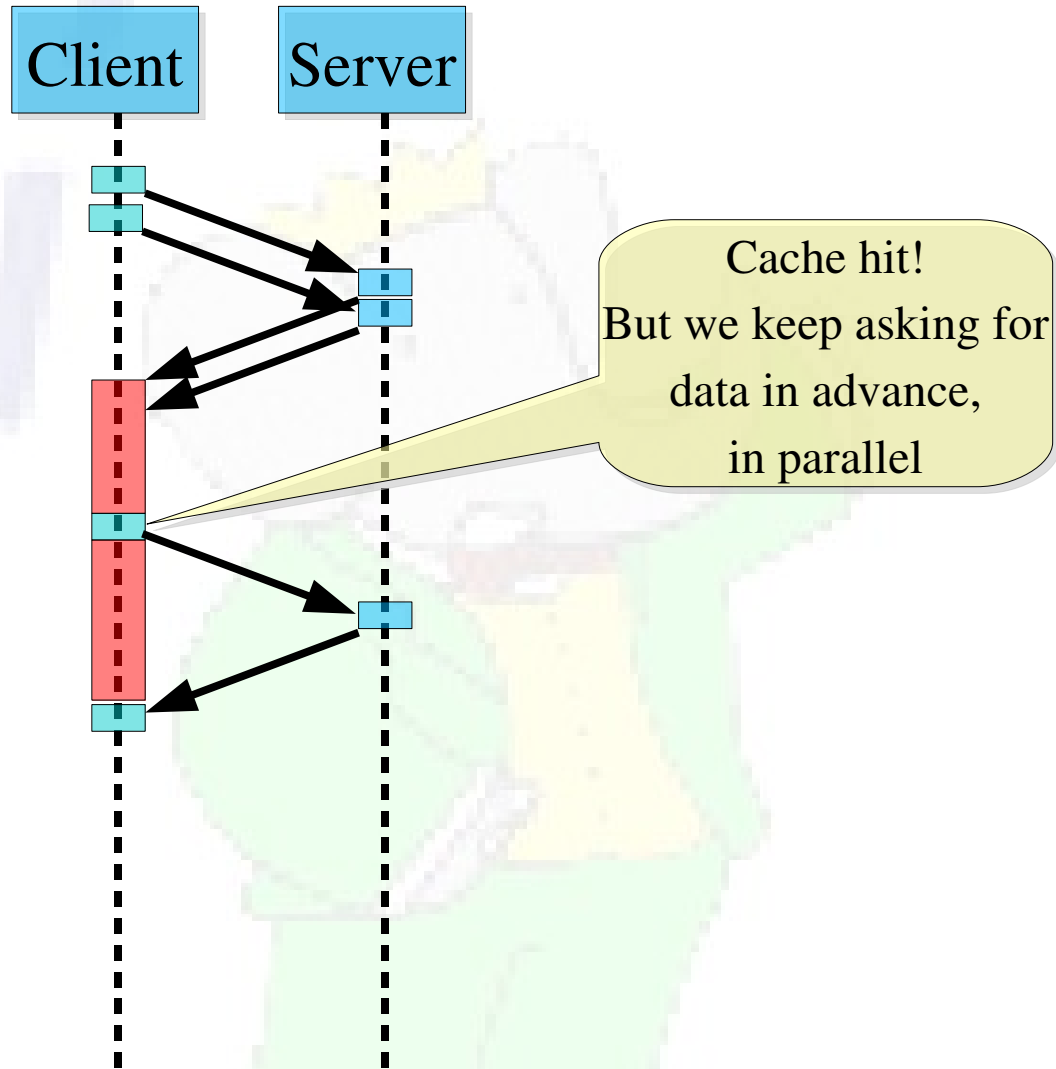 Client
Server
Cache hit!
But we keep asking for
data in advance,
in parallel